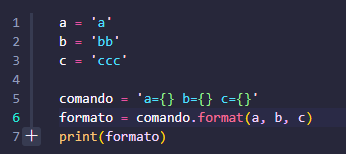 1 a = 'a'
2 b = 'bb'
3 c = 'ccc'
4
5 comando = 'a={} b={} c={}'
6 formato = comando.format(a, b, c)
7 + print(formato)